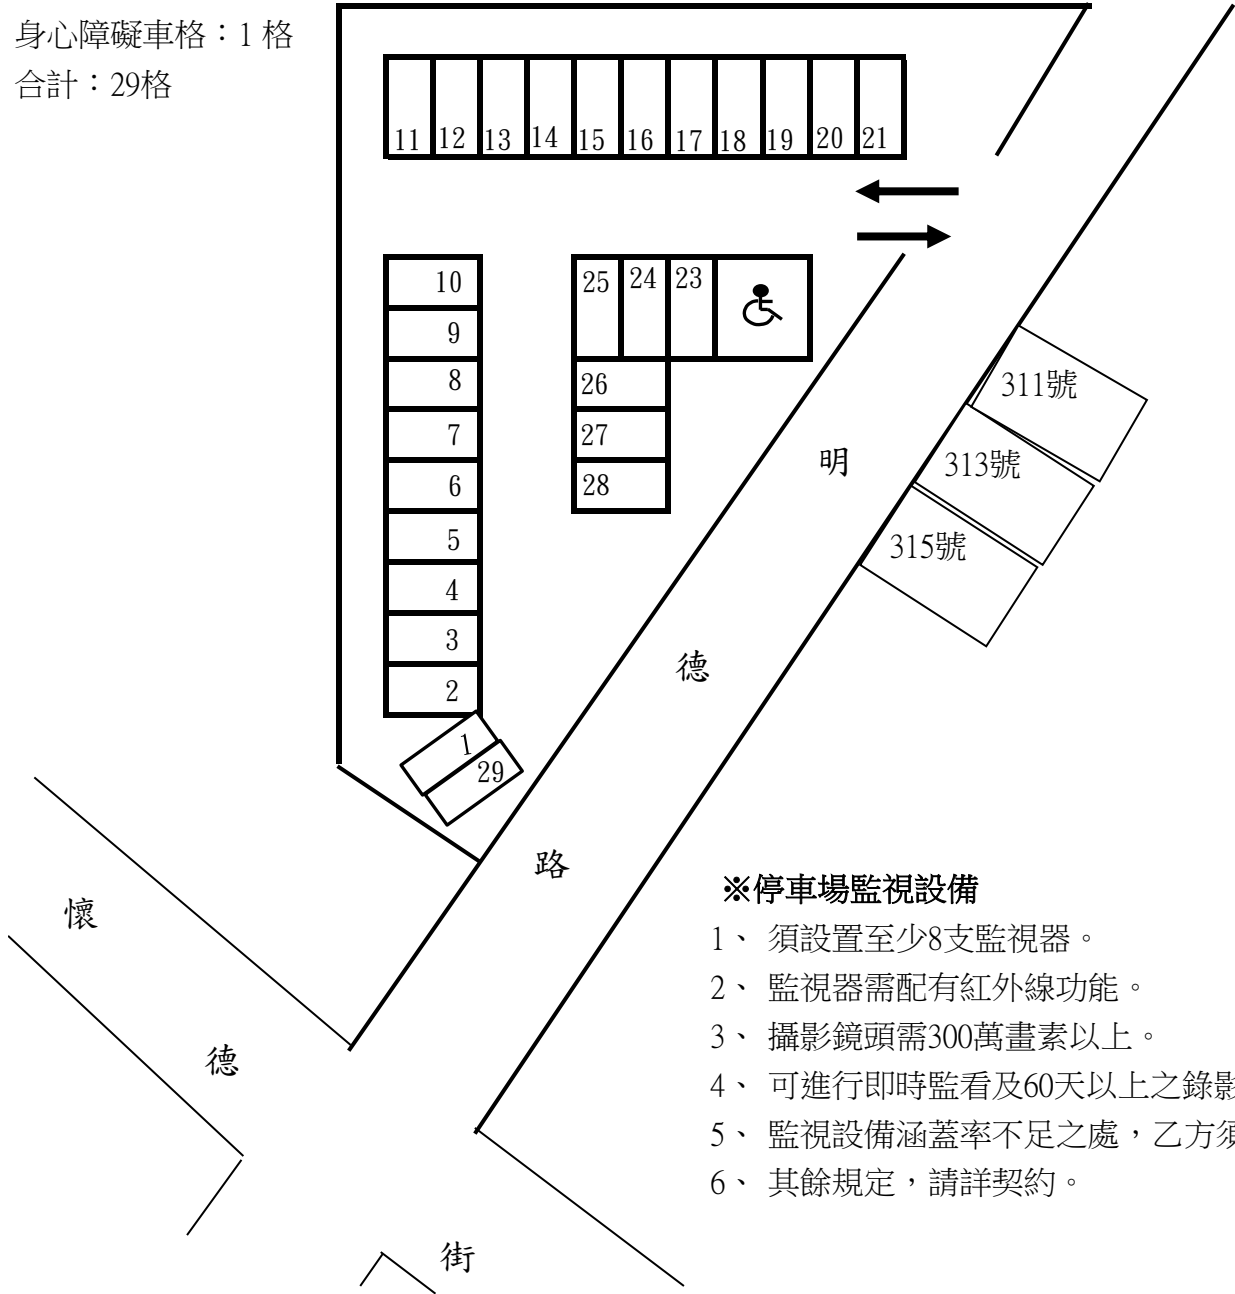 身心障礙車格：1 格
合計：29格
11 12 13 14 15 16 17 18 19 20 21
10
9
8
7
6
5
4
3
2
1
29
25 24 23
26
27
28
311號
313號
315號
明
德
路
懷
德
街
※停車場監視設備
1、 須設置至少8支監視器。
2、 監視器需配有紅外線功能。
3、 攝影鏡頭需300萬畫素以上。
4、 可進行即時監看及60天以上之錄影
5、 監視設備涵蓋率不足之處，乙方須
6、 其餘規定，請詳契約。